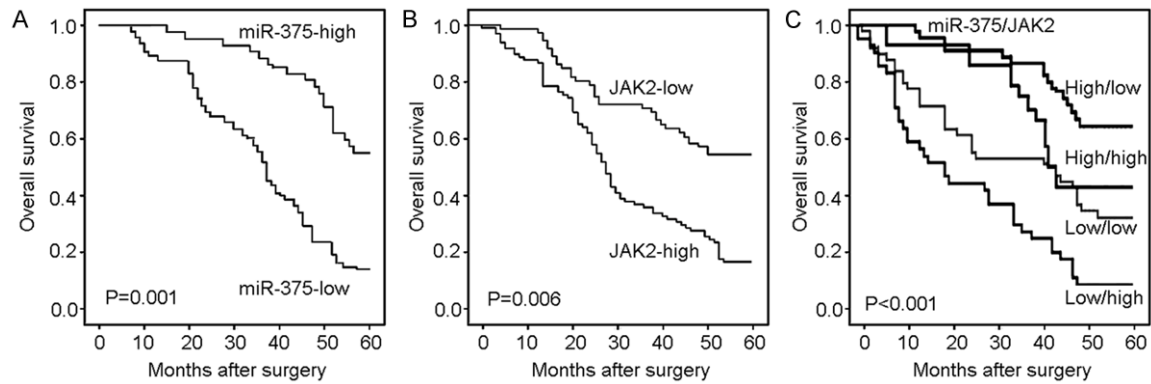 A
Overall survival
1.0
0.8
0.6
0.4
0.2
0.0
miR-375-high
miR-375-low
P=0.001
0 10 20 30 40 50 60
Months after surgery
B
Overall survival
1.0
0.8
0.6
0.4
0.2
0.0
JAK2-low
JAK2-high
P=0.006
0 10 20 30 40 50 60
Months after surgery
C
Overall survival
1.0
0.8
0.6
0.4
0.2
0.0
miR-375/JAK2
High/low
High/high
Low/low
Low/high
P<0.001
0 10 20 30 40 50 60
Months after surgery